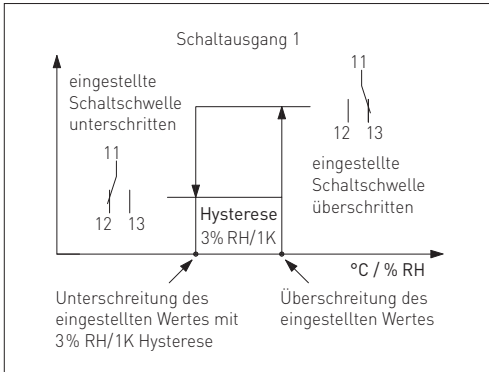 Schaltausgang 1
eingestellte
Schaltschwelle
unterschritten
11
12 13
11
12 13
eingestellte
Schaltschwelle
überschritten
Hysterese
3% RH/1K
°C / % RH
Unterschreitung des
eingestellten Wertes mit
3% RH/1K Hysterese
Überschreitung des
eingestellten Wertes